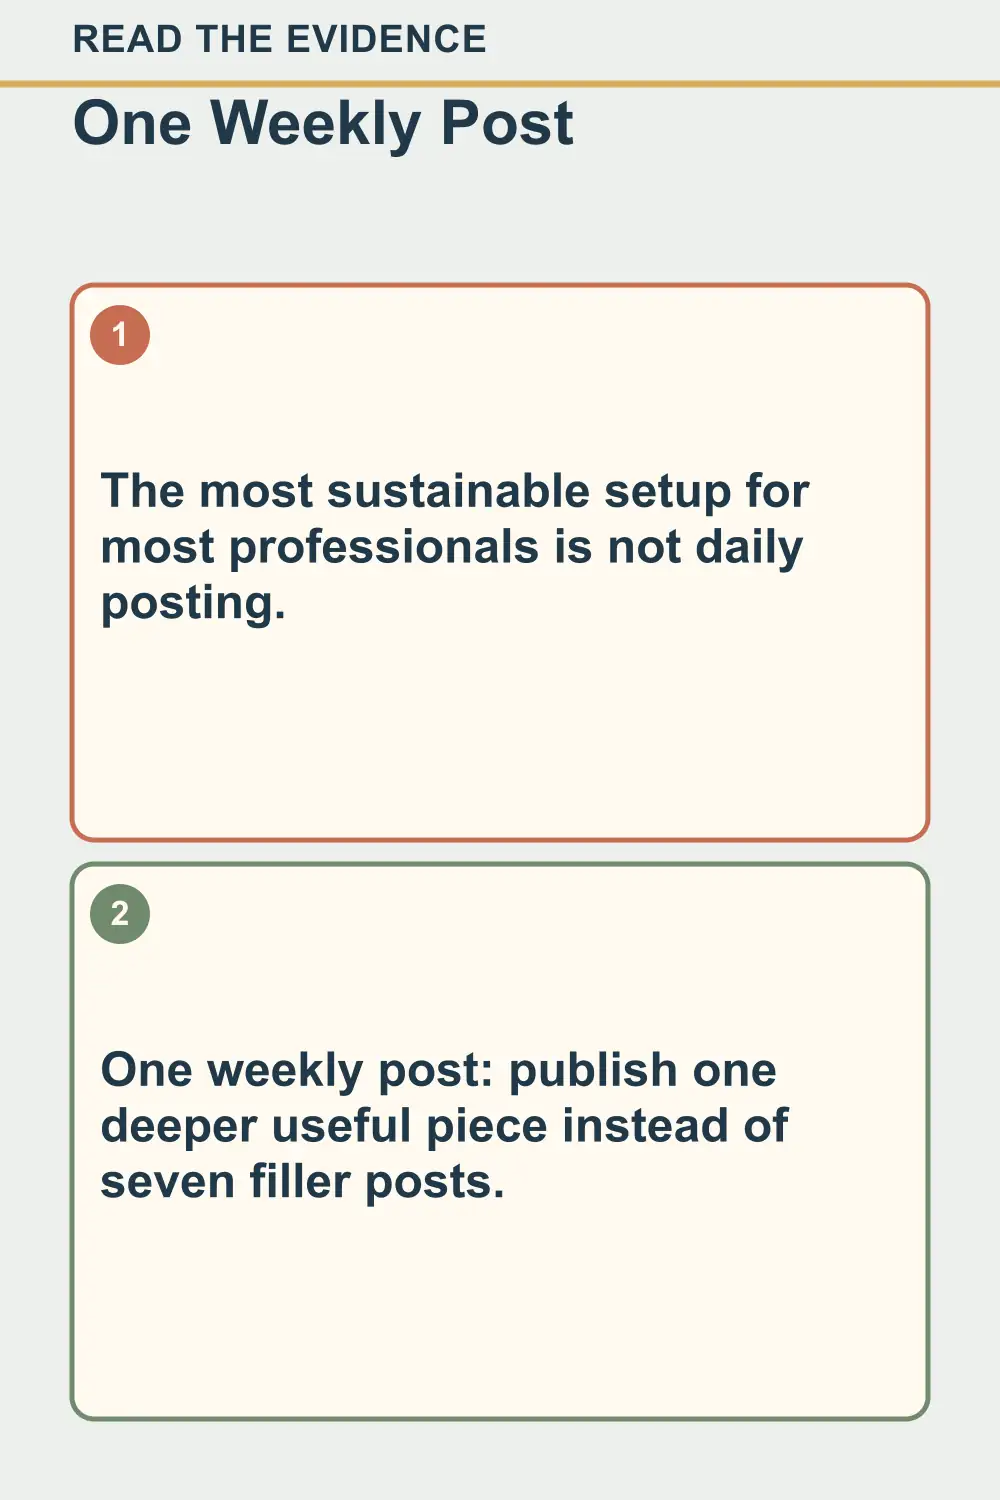 READ THE EVIDENCE
One Weekly Post
1
The most sustainable setup for
most professionals is not daily
posting.
2
One weekly post: publish one
deeper useful piece instead of
seven filler posts.